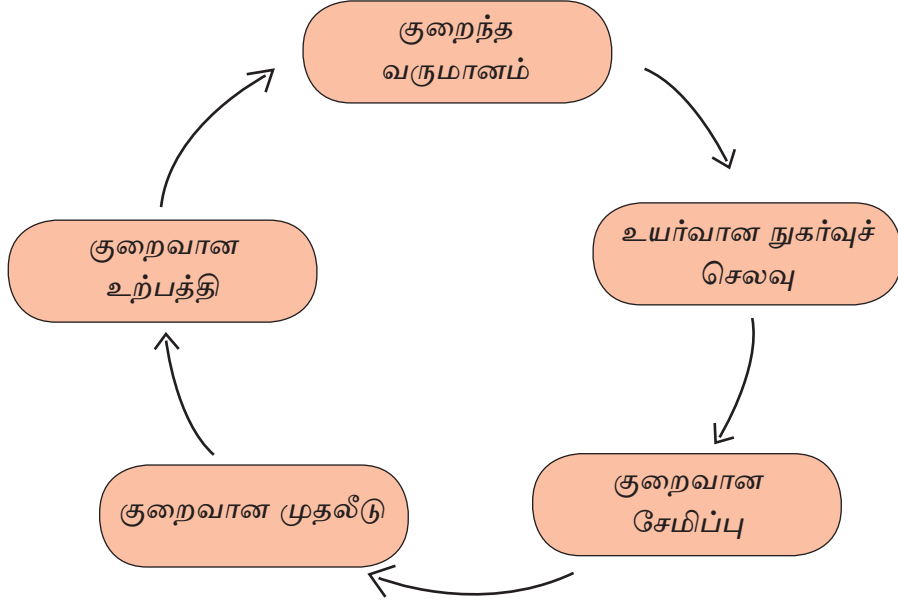 குறைந்த
வருமானம்
உயர்வான நுகர்வுச்
செலவு
குறைவான
சேமிப்பு
குறைவான முதலீடு
குறைவான
உற்பத்தி